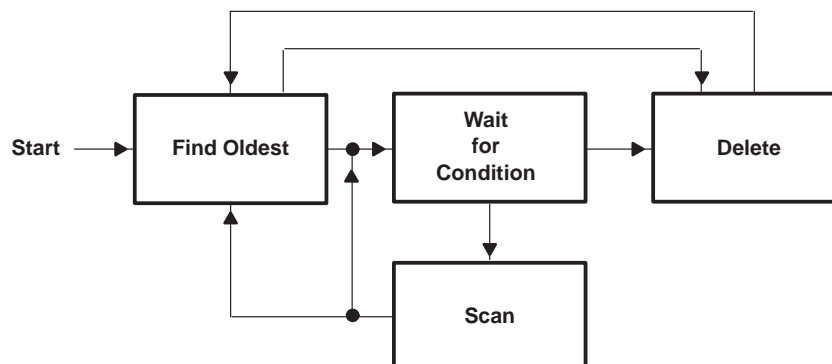 Start
Find Oldest
Wait
for
Condition
Delete
Scan